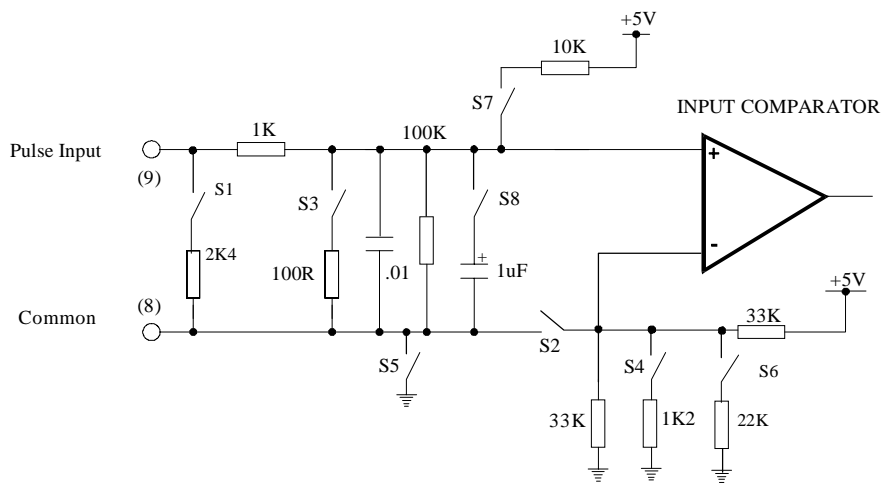 +5V
10K
S7
INPUT COMPARATOR
1K
100K
Pulse Input
+
(9)
S1
S3
S8
2K4
100R
.01
+
1uF
-
+5V
(8)
Common
S2
33K
S5
S4
S6
33K
1K2
22K